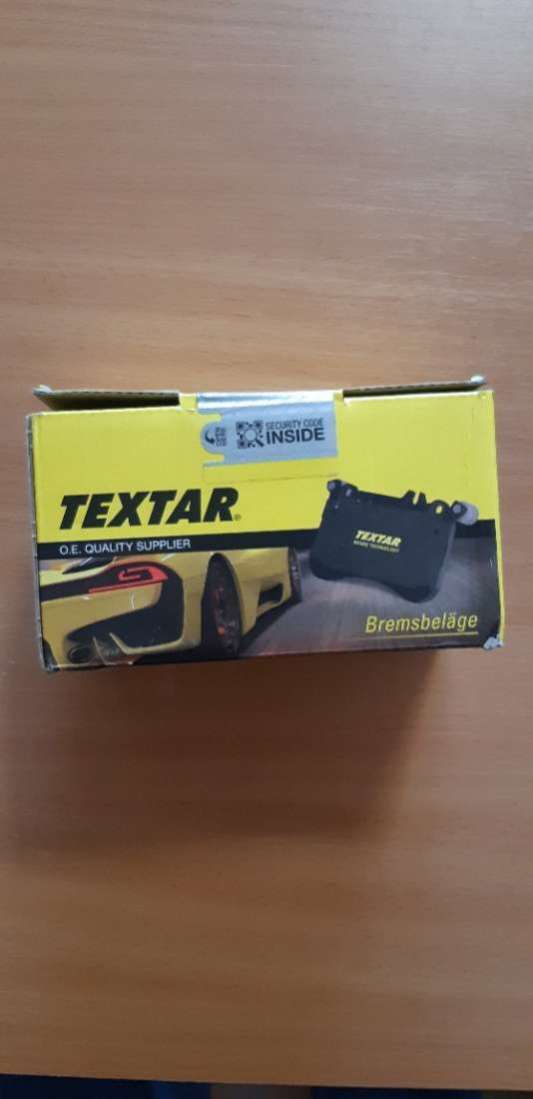 SECURITY CODE
INSIDE
TEXTAR®
O.E. QUALITY SUPPLIER
TEXTAR
Bremsbeläge